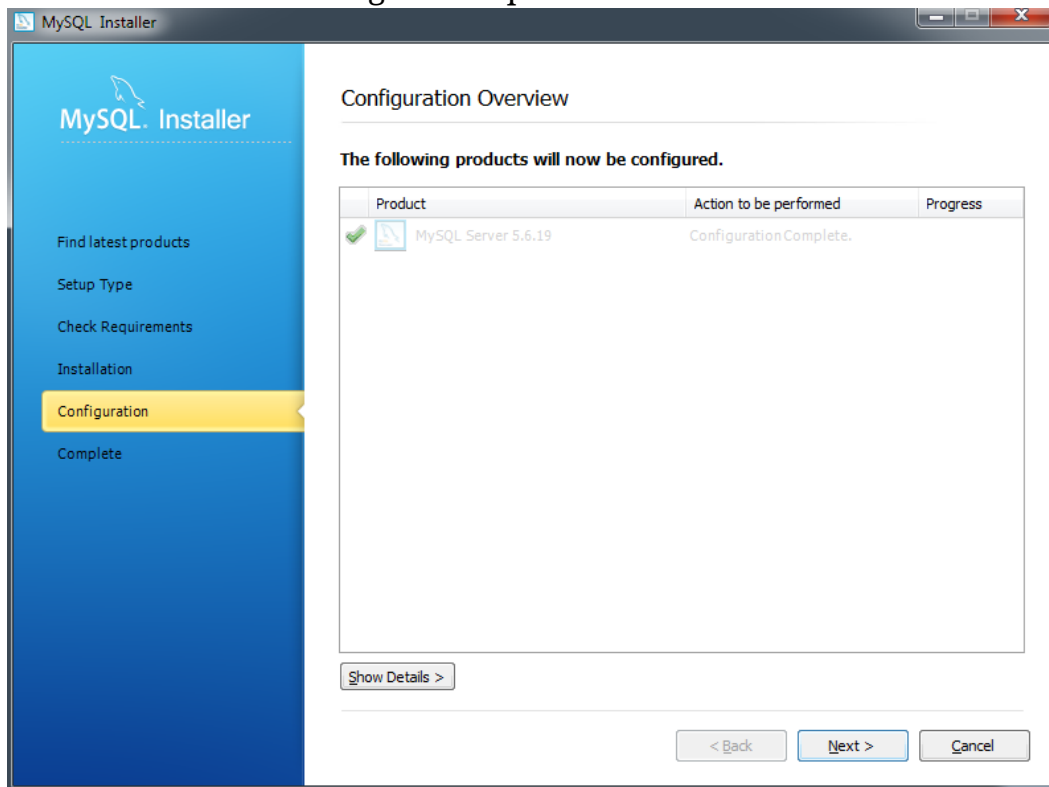 MySQL Installer
MySQL. Installer
Find latest products
Setup Type
Check Requirements
Installation
Configuration
Complete
Configuration Overview
The following products will now be configured.
Product Action to be performed Progress
MySQL Server 5.6.19 Configuration Complete.
Show Details >
< Back Next > Cancel